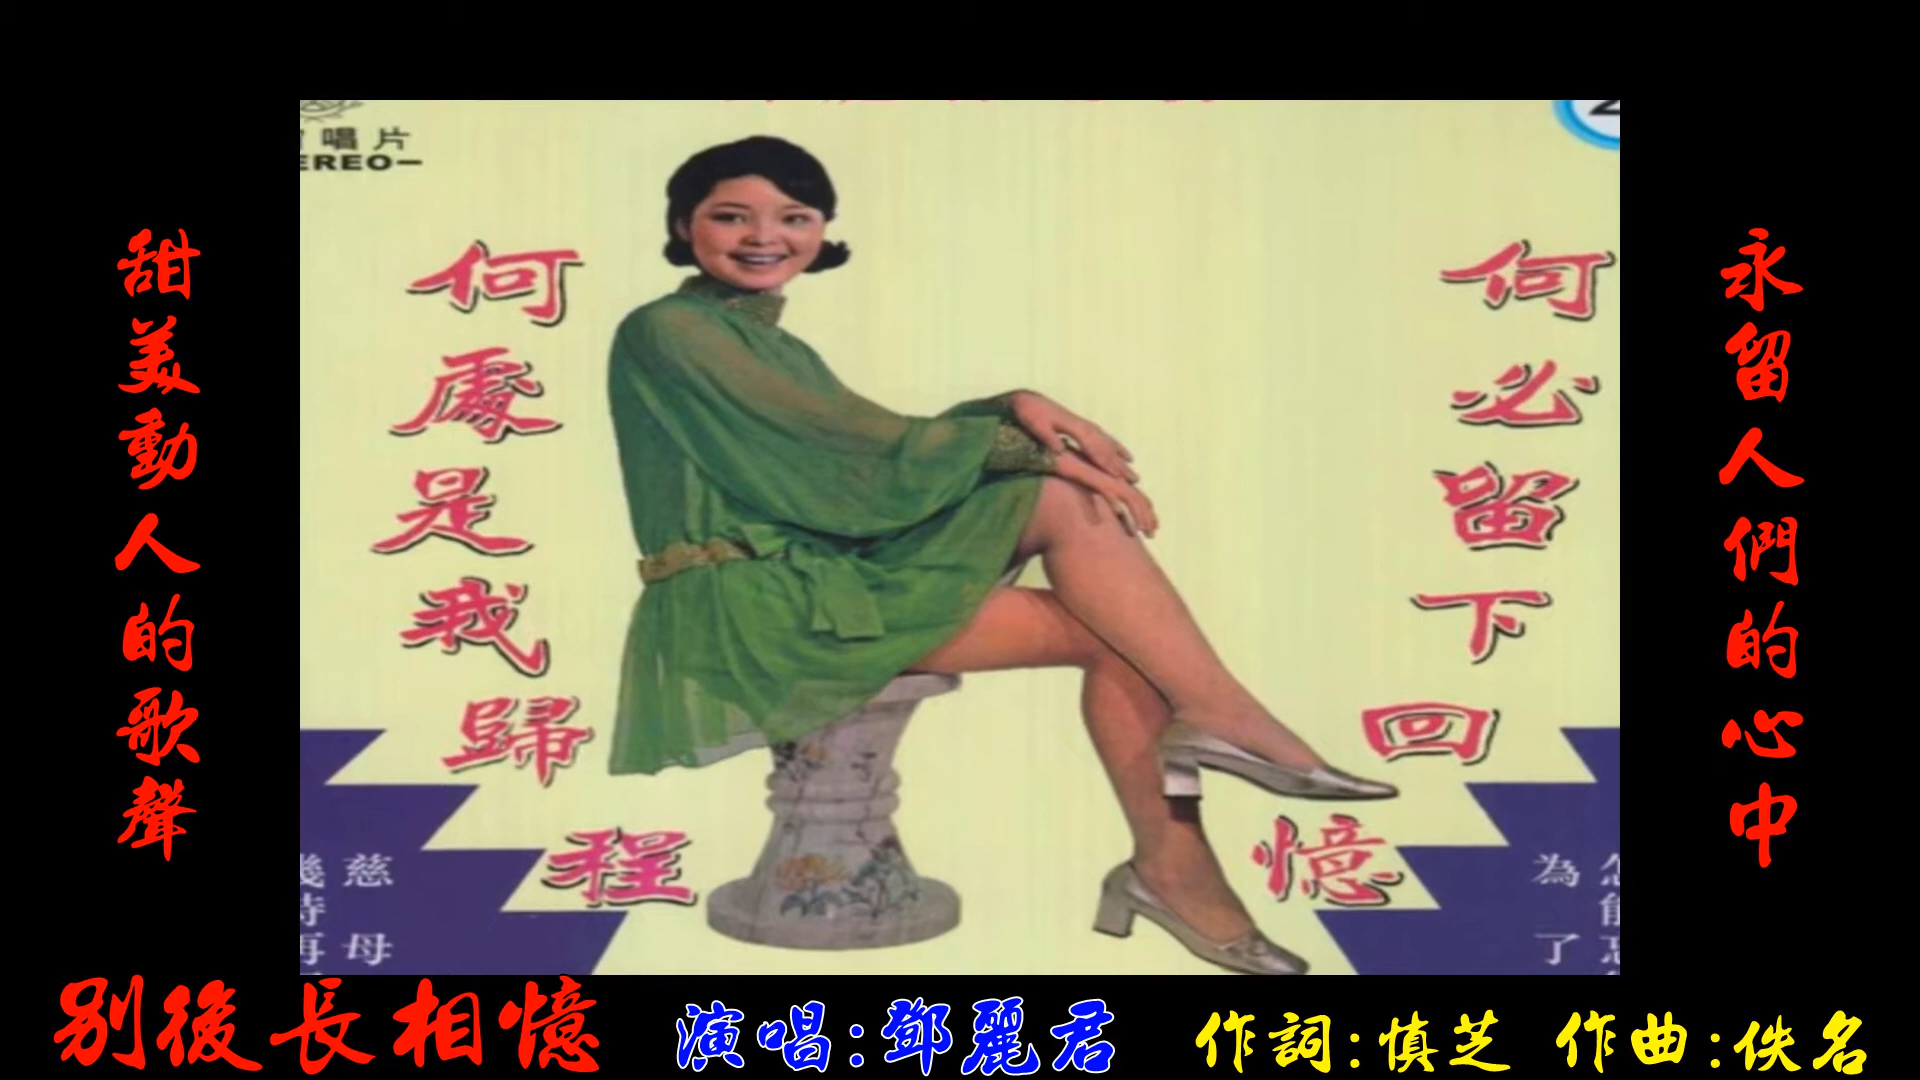 唱片
EREO
甜美動人的歌聲
何處是我歸程
何必留下回憶
永留人們的心中
慈母
為了
別後長相憶 演唱:鄧麗君 作詞:慎芝 作曲:佚名